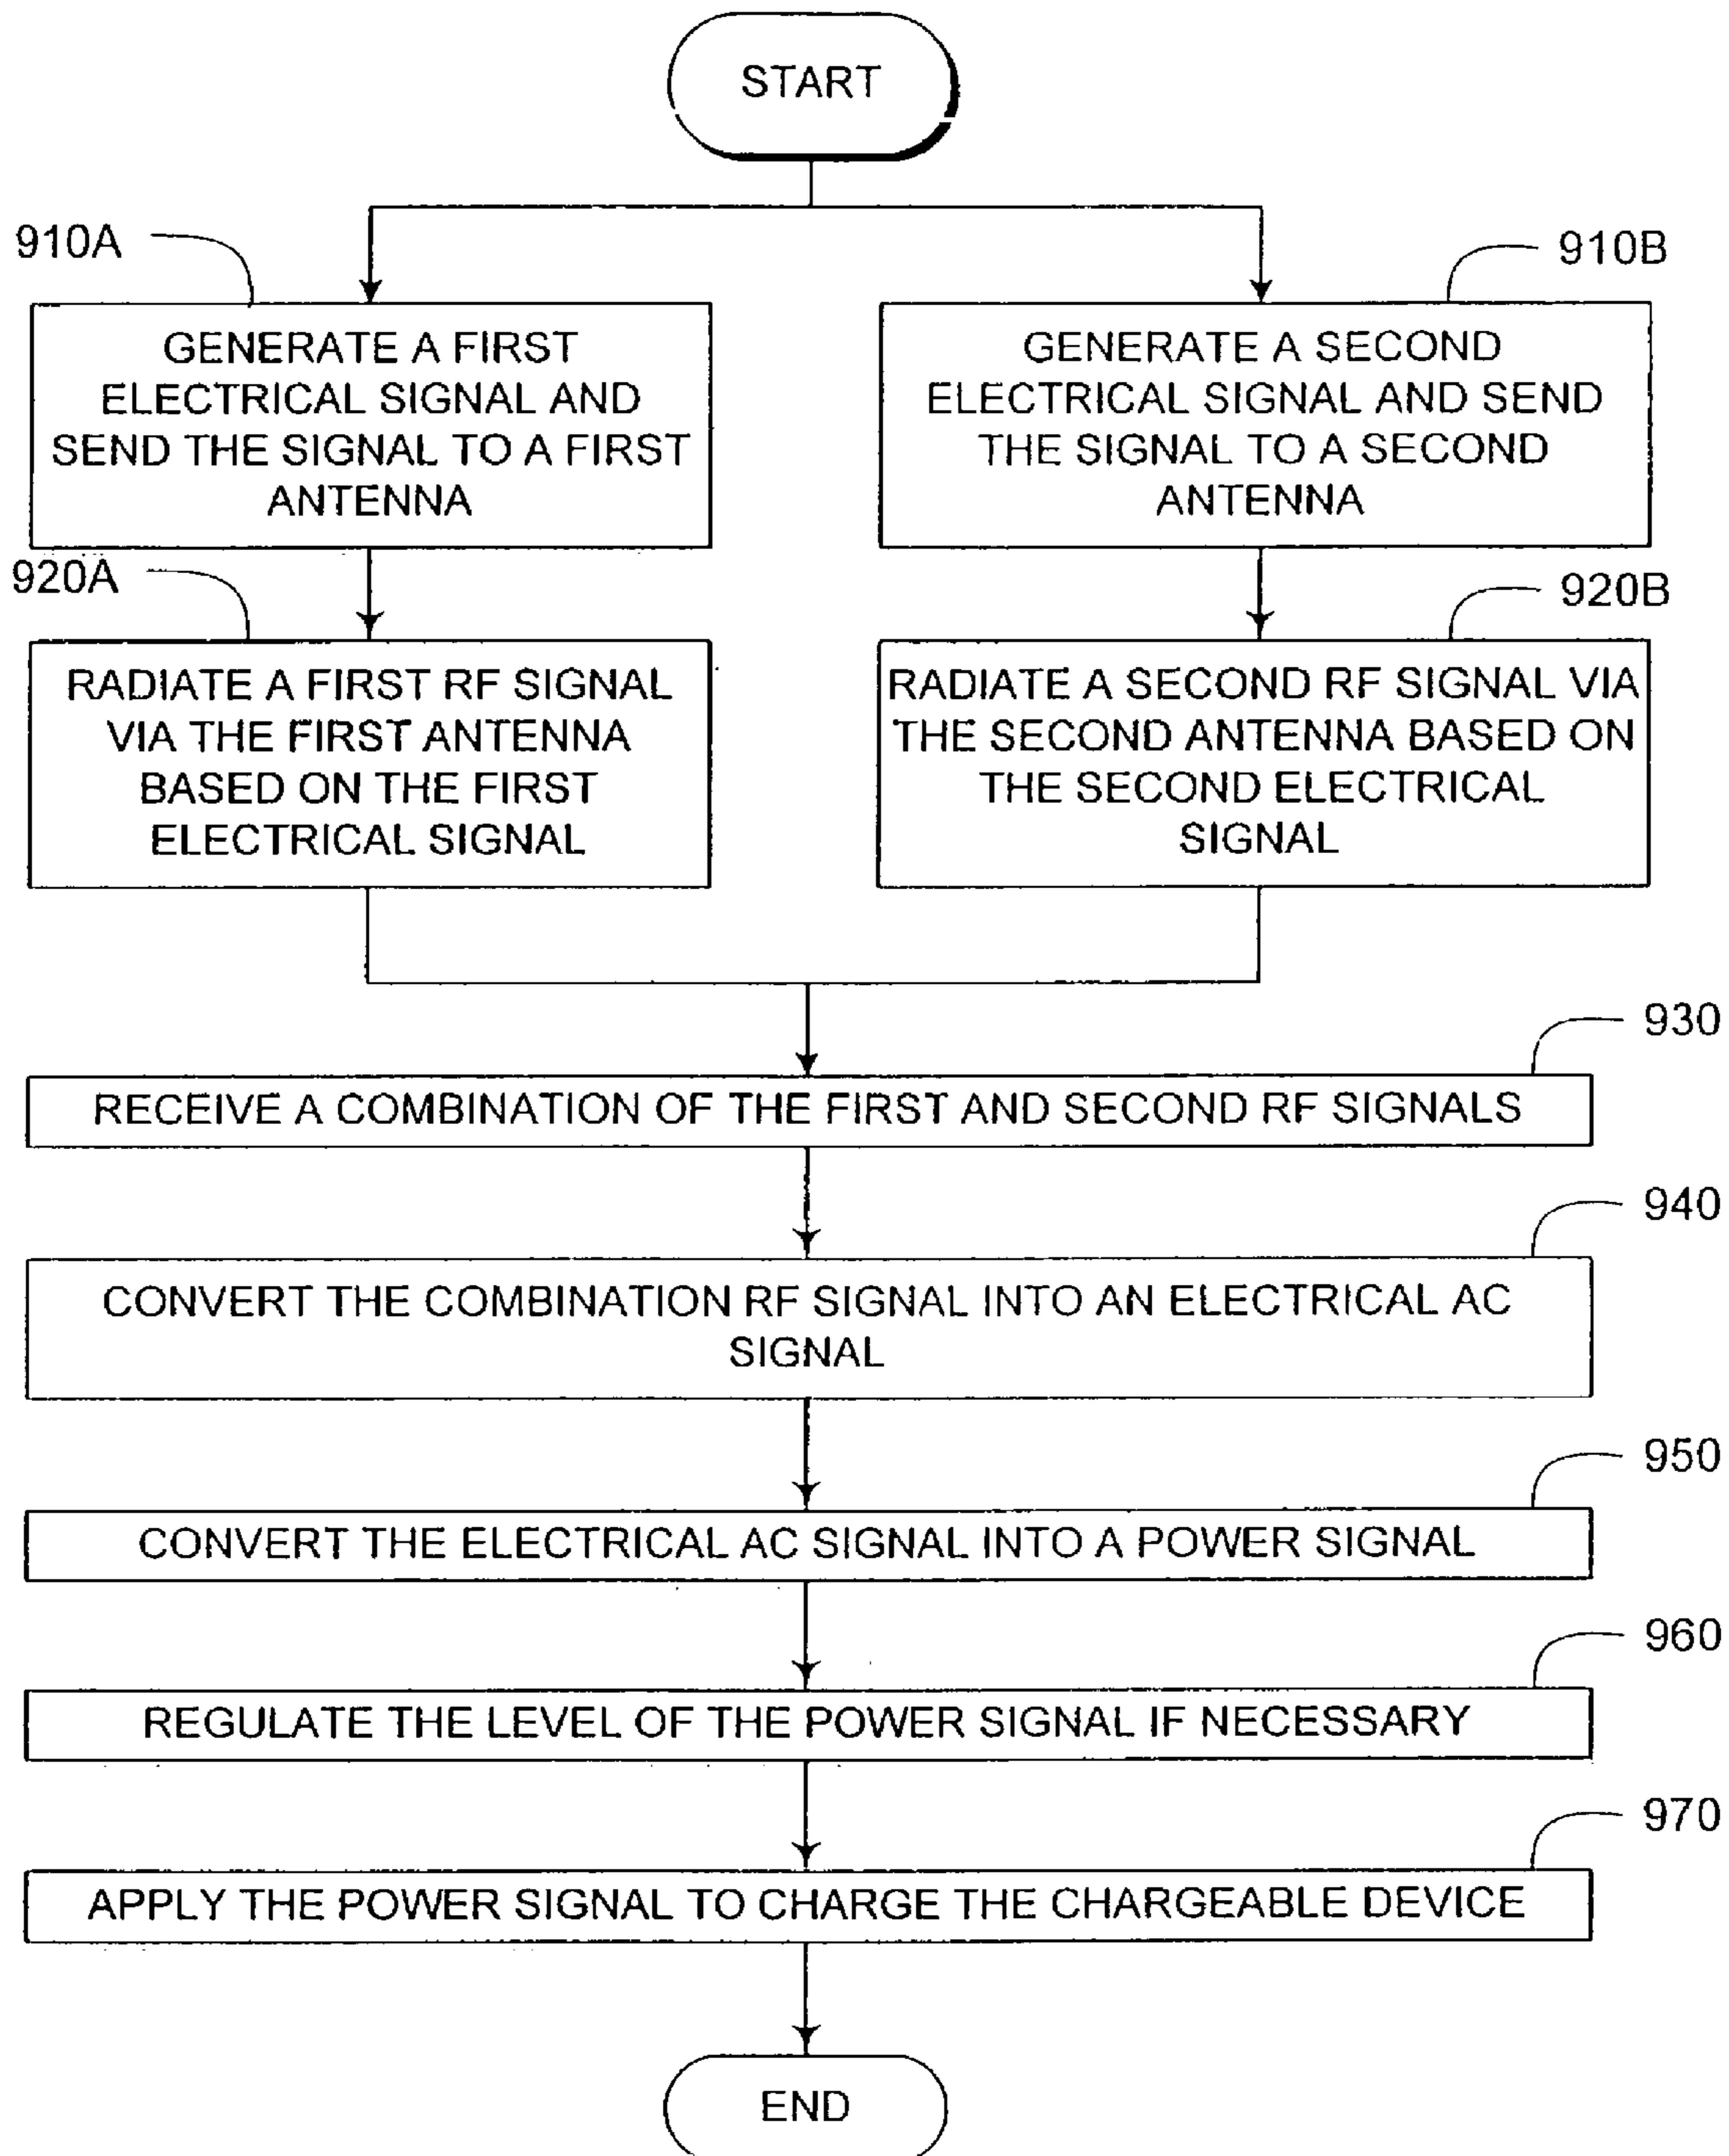 START
910A
910B
GENERATE A FIRST
ELECTRICAL SIGNAL AND
SEND THE SIGNAL TO A FIRST
ANTENNA
GENERATE A SECOND
ELECTRICAL SIGNAL AND SEND
THE SIGNAL TO A SECOND
ANTENNA
920A
920B
RADIATE A FIRST RF SIGNAL
VIA THE FIRST ANTENNA
BASED ON THE FIRST
ELECTRICAL SIGNAL
RADIATE A SECOND RF SIGNAL VIA
THE SECOND ANTENNA BASED ON
THE SECOND ELECTRICAL
SIGNAL
930
RECEIVE A COMBINATION OF THE FIRST AND SECOND RF SIGNALS
940
CONVERT THE COMBINATION RF SIGNAL INTO AN ELECTRICAL AC
SIGNAL
950
CONVERT THE ELECTRICAL AC SIGNAL INTO A POWER SIGNAL
960
REGULATE THE LEVEL OF THE POWER SIGNAL IF NECESSARY
970
APPLY THE POWER SIGNAL TO CHARGE THE CHARGEABLE DEVICE
END